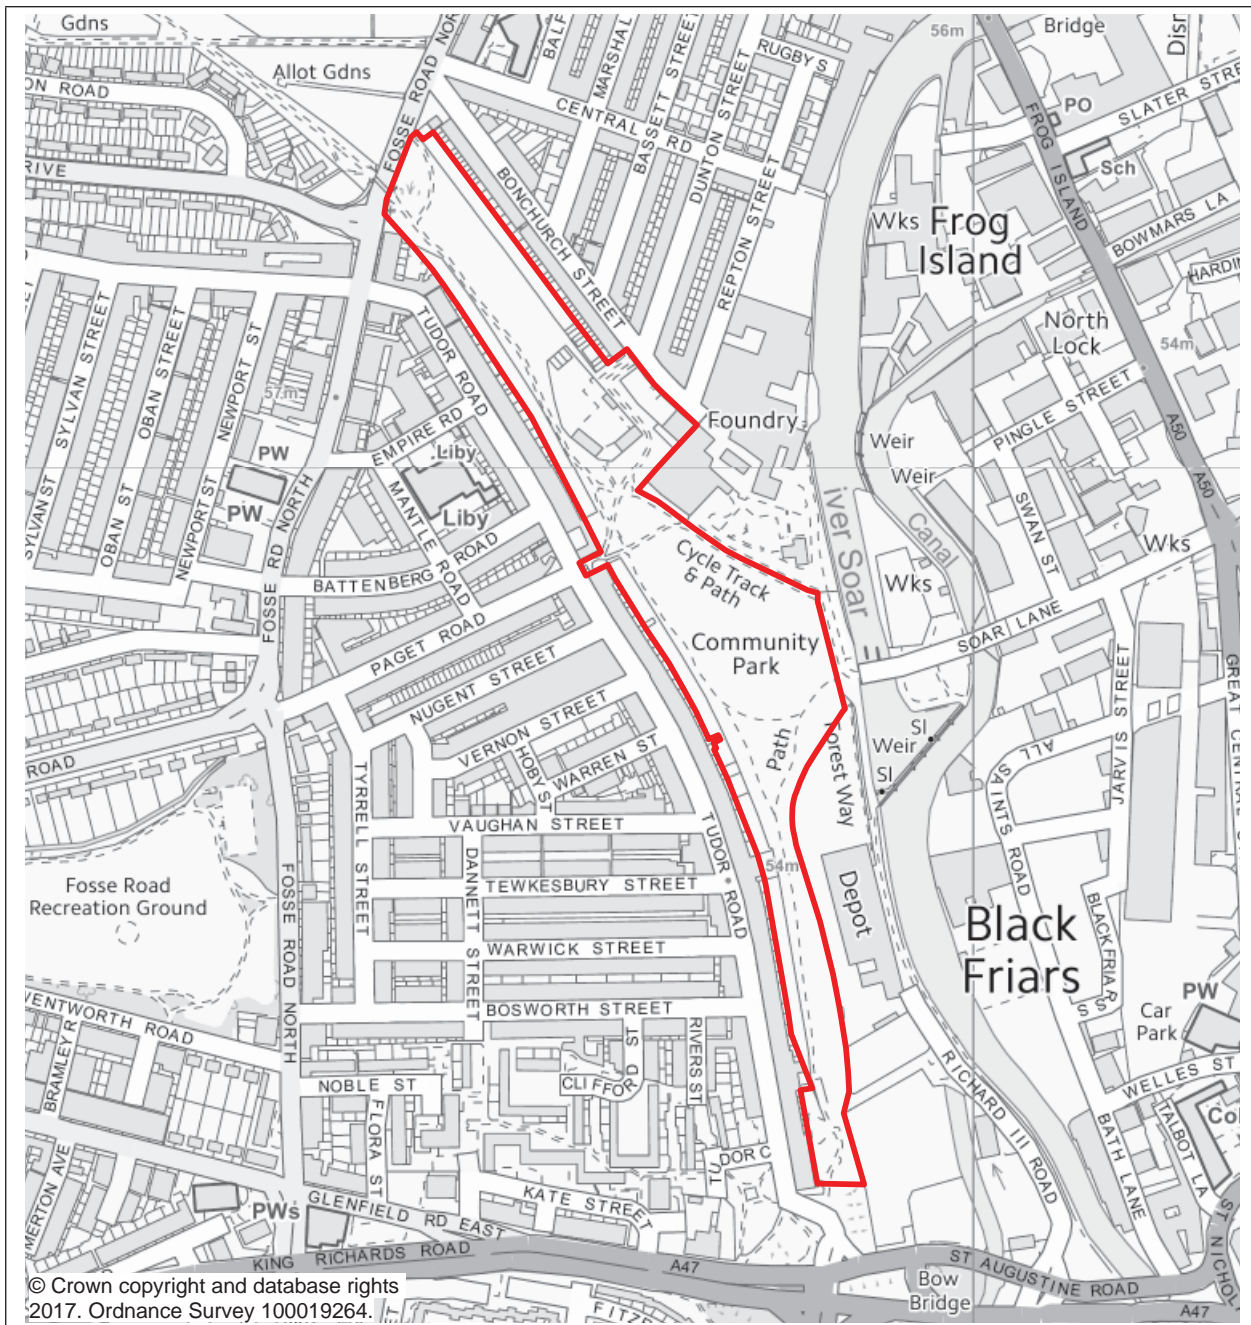 Gdns
Allot Gdns
ON ROAD
RIVE
FOSSE ROAD NOR
FOSSE ROAD
BALF
MARSHAL
BASSETT STREET
DUNTON STREET
RUGBY S
CENTRAL RD
REPTON STREET
BONCHURCH STREET
56m
Bridge
Disr
PO
SLATER STREE
FROG ISLAND
Sch
BOWMARS LA
HARDIN
Wks
Frog
Island
North
Lock
54m
PINGLE STREET
A50
A50
SYLVAN STREET
OBAN STREET
NEWPORT ST
SYLVAN ST
OBAN ST
NEWPORT ST
57m
PW
PW
FOSSE RD NORTH
TUDOR ROAD
EMPIRE RD
Liby
Liby
MANTLE ROAD
BATTENBERG ROAD
PAGET ROAD
NUGENT STREET
VERNON STREET
HOBY ST
WARREN ST
Foundry
Weir
Weir
Canal
iver Soar
SWAN ST
Wks
Wks
Cycle Track
& Path
Community
Park
SOAR LANE
Path
Forest Way
SI
Weir
SI
ALL
SAINTS ROAD
JARVIS STREET
GREAT CENTRAL S
ROAD
Fosse Road
Recreation Ground
TYRRELL STREET
VAUGHAN STREET
DANNETT STREET
TEWKESBURY STREET
WARWICK STREET
BOSWORTH STREET
TUDOR ROAD
54m
Depot
Black
Friars
BLACK FRIARS
S S
PW
Car
Park
FOSSE ROAD NORTH
WENTWORTH ROAD
BRAMLEY R
NOBLE ST
FLORA ST
CLIFFORD ST
RIVERS ST
TUDOR C
T
RICHARD III ROAD
WELLES ST
TALBOT LA
Col
BATH LANE
MERTON AVE
PWs
GLENFIELD RD EAST
KATE STREET
KING RICHARDS ROAD
A47
ST AUGUSTINE ROAD
ST NICHOL
Bow
Bridge
A47
FITZ
© Crown copyright and database rights
2017. Ordnance Survey 100019264.